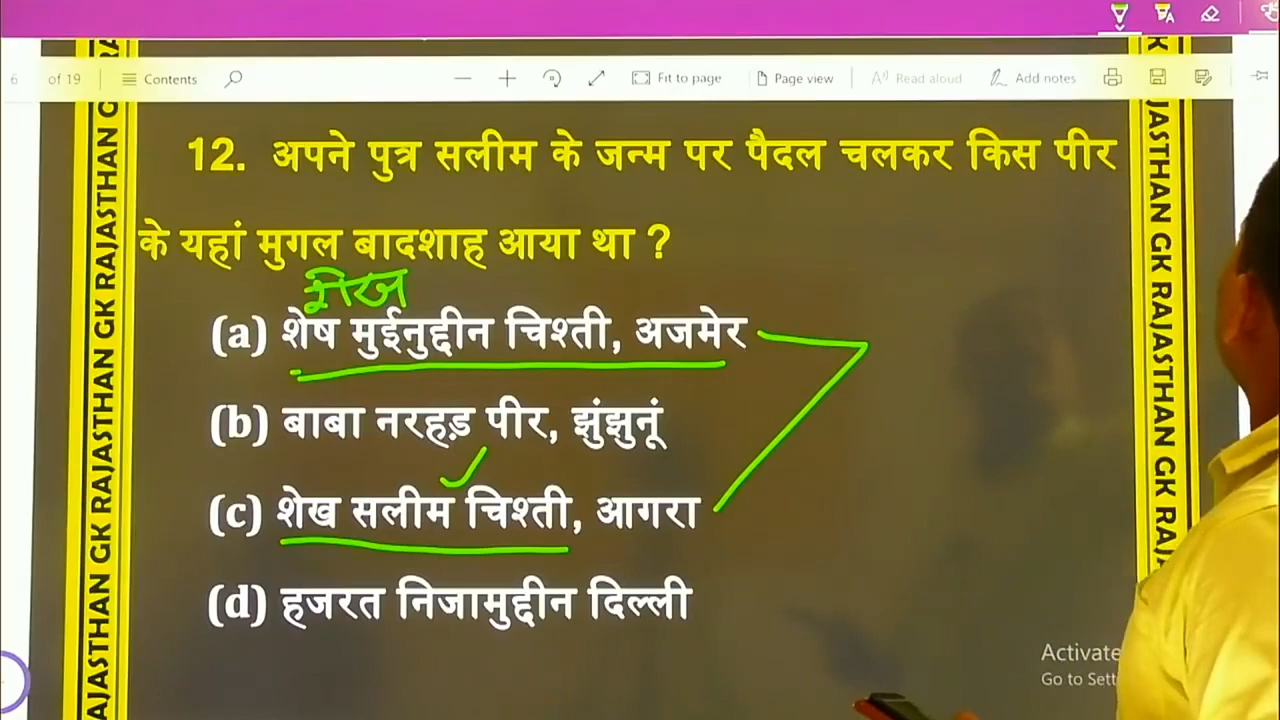 6 of 19 Contents Fit to page Page view Read aloud Add notes
12. अपने पुत्र सलीम के जन्म पर पैदल चलकर किस पीर
के यहां मुगल बादशाह आया था ?
शेख
(a) शेष मुईनुद्दीन चिश्ती, अजमेर
(b) बाबा नरहड़ पीर, झुंझुनूं
(c) शेख सलीम चिश्ती, आगरा
(d) हजरत निजामुद्दीन दिल्ली
Activate
Go to Sett
AJASTHAN GK RAJASTHAN GK RAJASTHAN G
JASTHAN GK RAJASTHAN GK RAJ